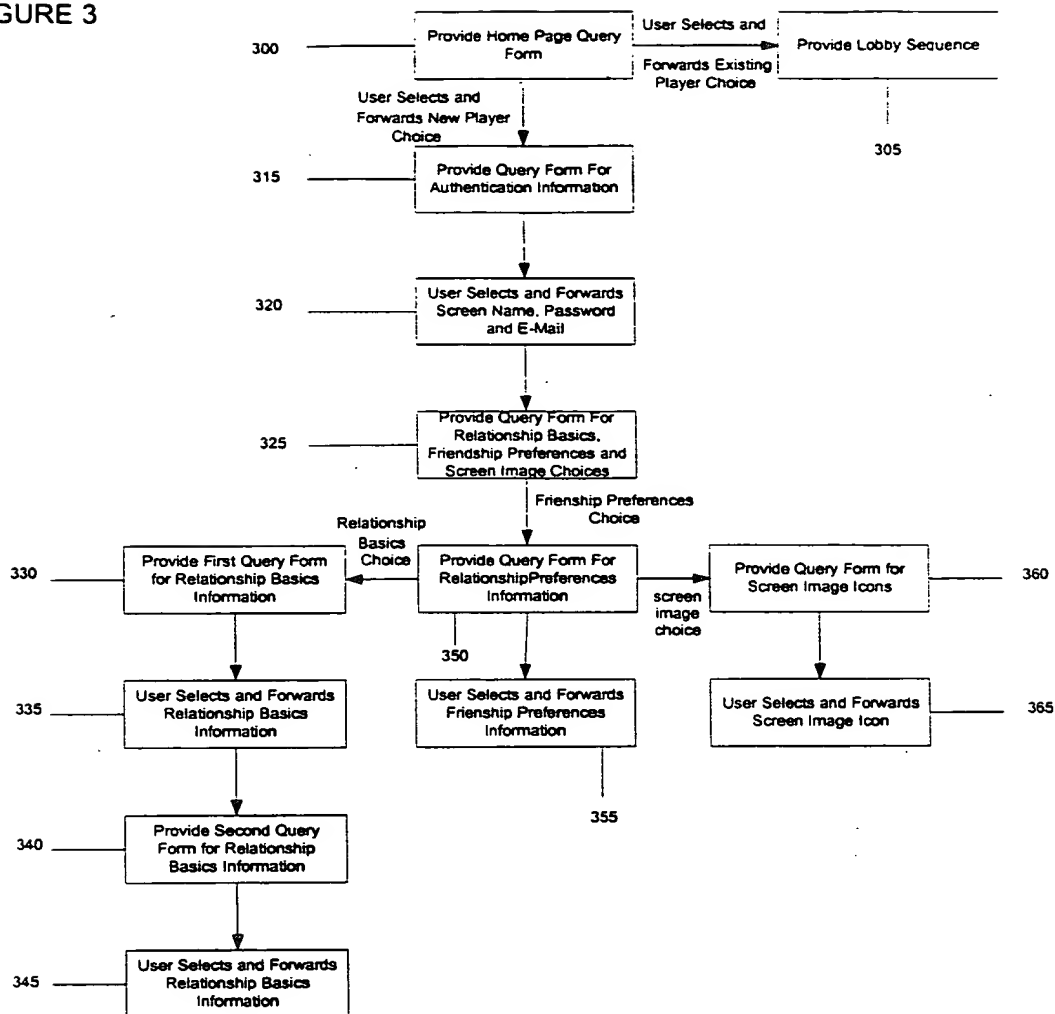 GURE 3
300
Provide Home Page Query
Form
User Selects and
Forwards Existing
Player Choice
Provide Lobby Sequence
305
User Selects and
Forwards New Player
Choice
315
Provide Query Form For
Authentication Information
320
User Selects and Forwards
Screen Name, Password
and E-Mail
325
Provide Query Form For
Relationship Basics,
Friendship Preferences and
Screen Image Choices
Frienship Preferences
Choice
Relationship
Basics
Choice
330
Provide First Query Form
for Relationship Basics
Information
Provide Query Form For
RelationshipPreferences
Information
350
screen
image
choice
Provide Query Form for
Screen Image Icons
360
335
User Selects and Forwards
Relationship Basics
Information
User Selects and Forwards
Frienship Preferences
Information
355
User Selects and Forwards
Screen Image Icon
365
340
Provide Second Query
Form for Relationship
Basics Information
345
User Selects and Forwards
Relationship Basics
Information